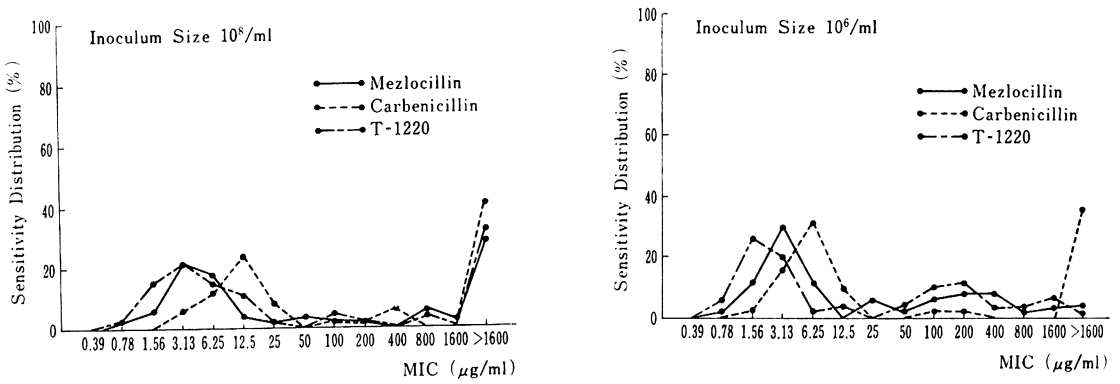 Inoculum Size 10⁸/ml
Mezlocillin
Carbenicillin
T-1220
Sensitivity Distribution (%)
100
80
60
40
20
0
0.39 0.78 1.56 3.13 6.25 12.5 25 50 100 200 400 800 1600 >1600
MIC (µg/ml)
Inoculum Size 10⁶/ml
Mezlocillin
Carbenicillin
T-1220
Sensitivity Distribution (%)
100
80
60
40
20
0
0.39 0.78 1.56 3.13 6.25 12.5 25 50 100 200 400 800 1600 >1600
MIC (µg/ml)